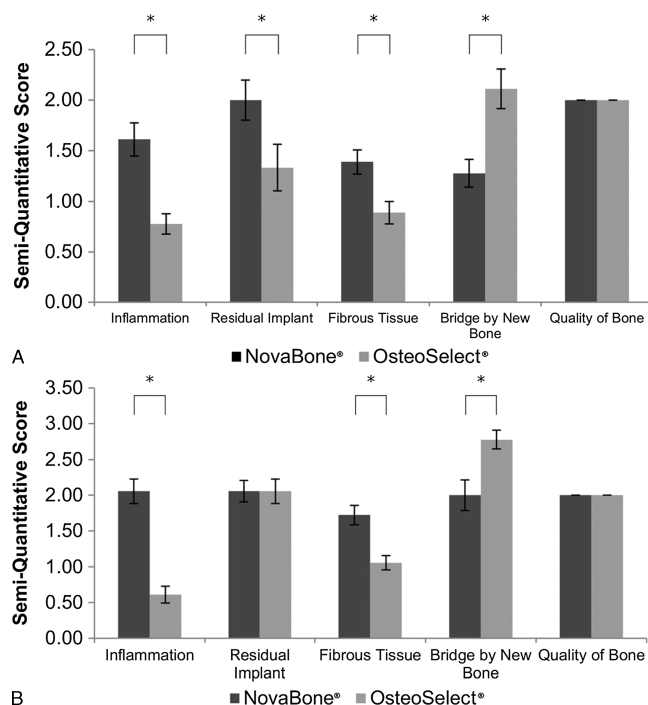 * * * *
2.50
2.00
1.50
1.00
0.50
0.00
Semi-Quantitative Score
Inflammation Residual Implant Fibrous Tissue Bridge by New Bone Quality of Bone
A
NovaBone® OsteoSelect®
* * *
3.50
3.00
2.50
2.00
1.50
1.00
0.50
0.00
Semi-Quantitative Score
Inflammation Residual Implant Fibrous Tissue Bridge by New Bone Quality of Bone
B
NovaBone® OsteoSelect®